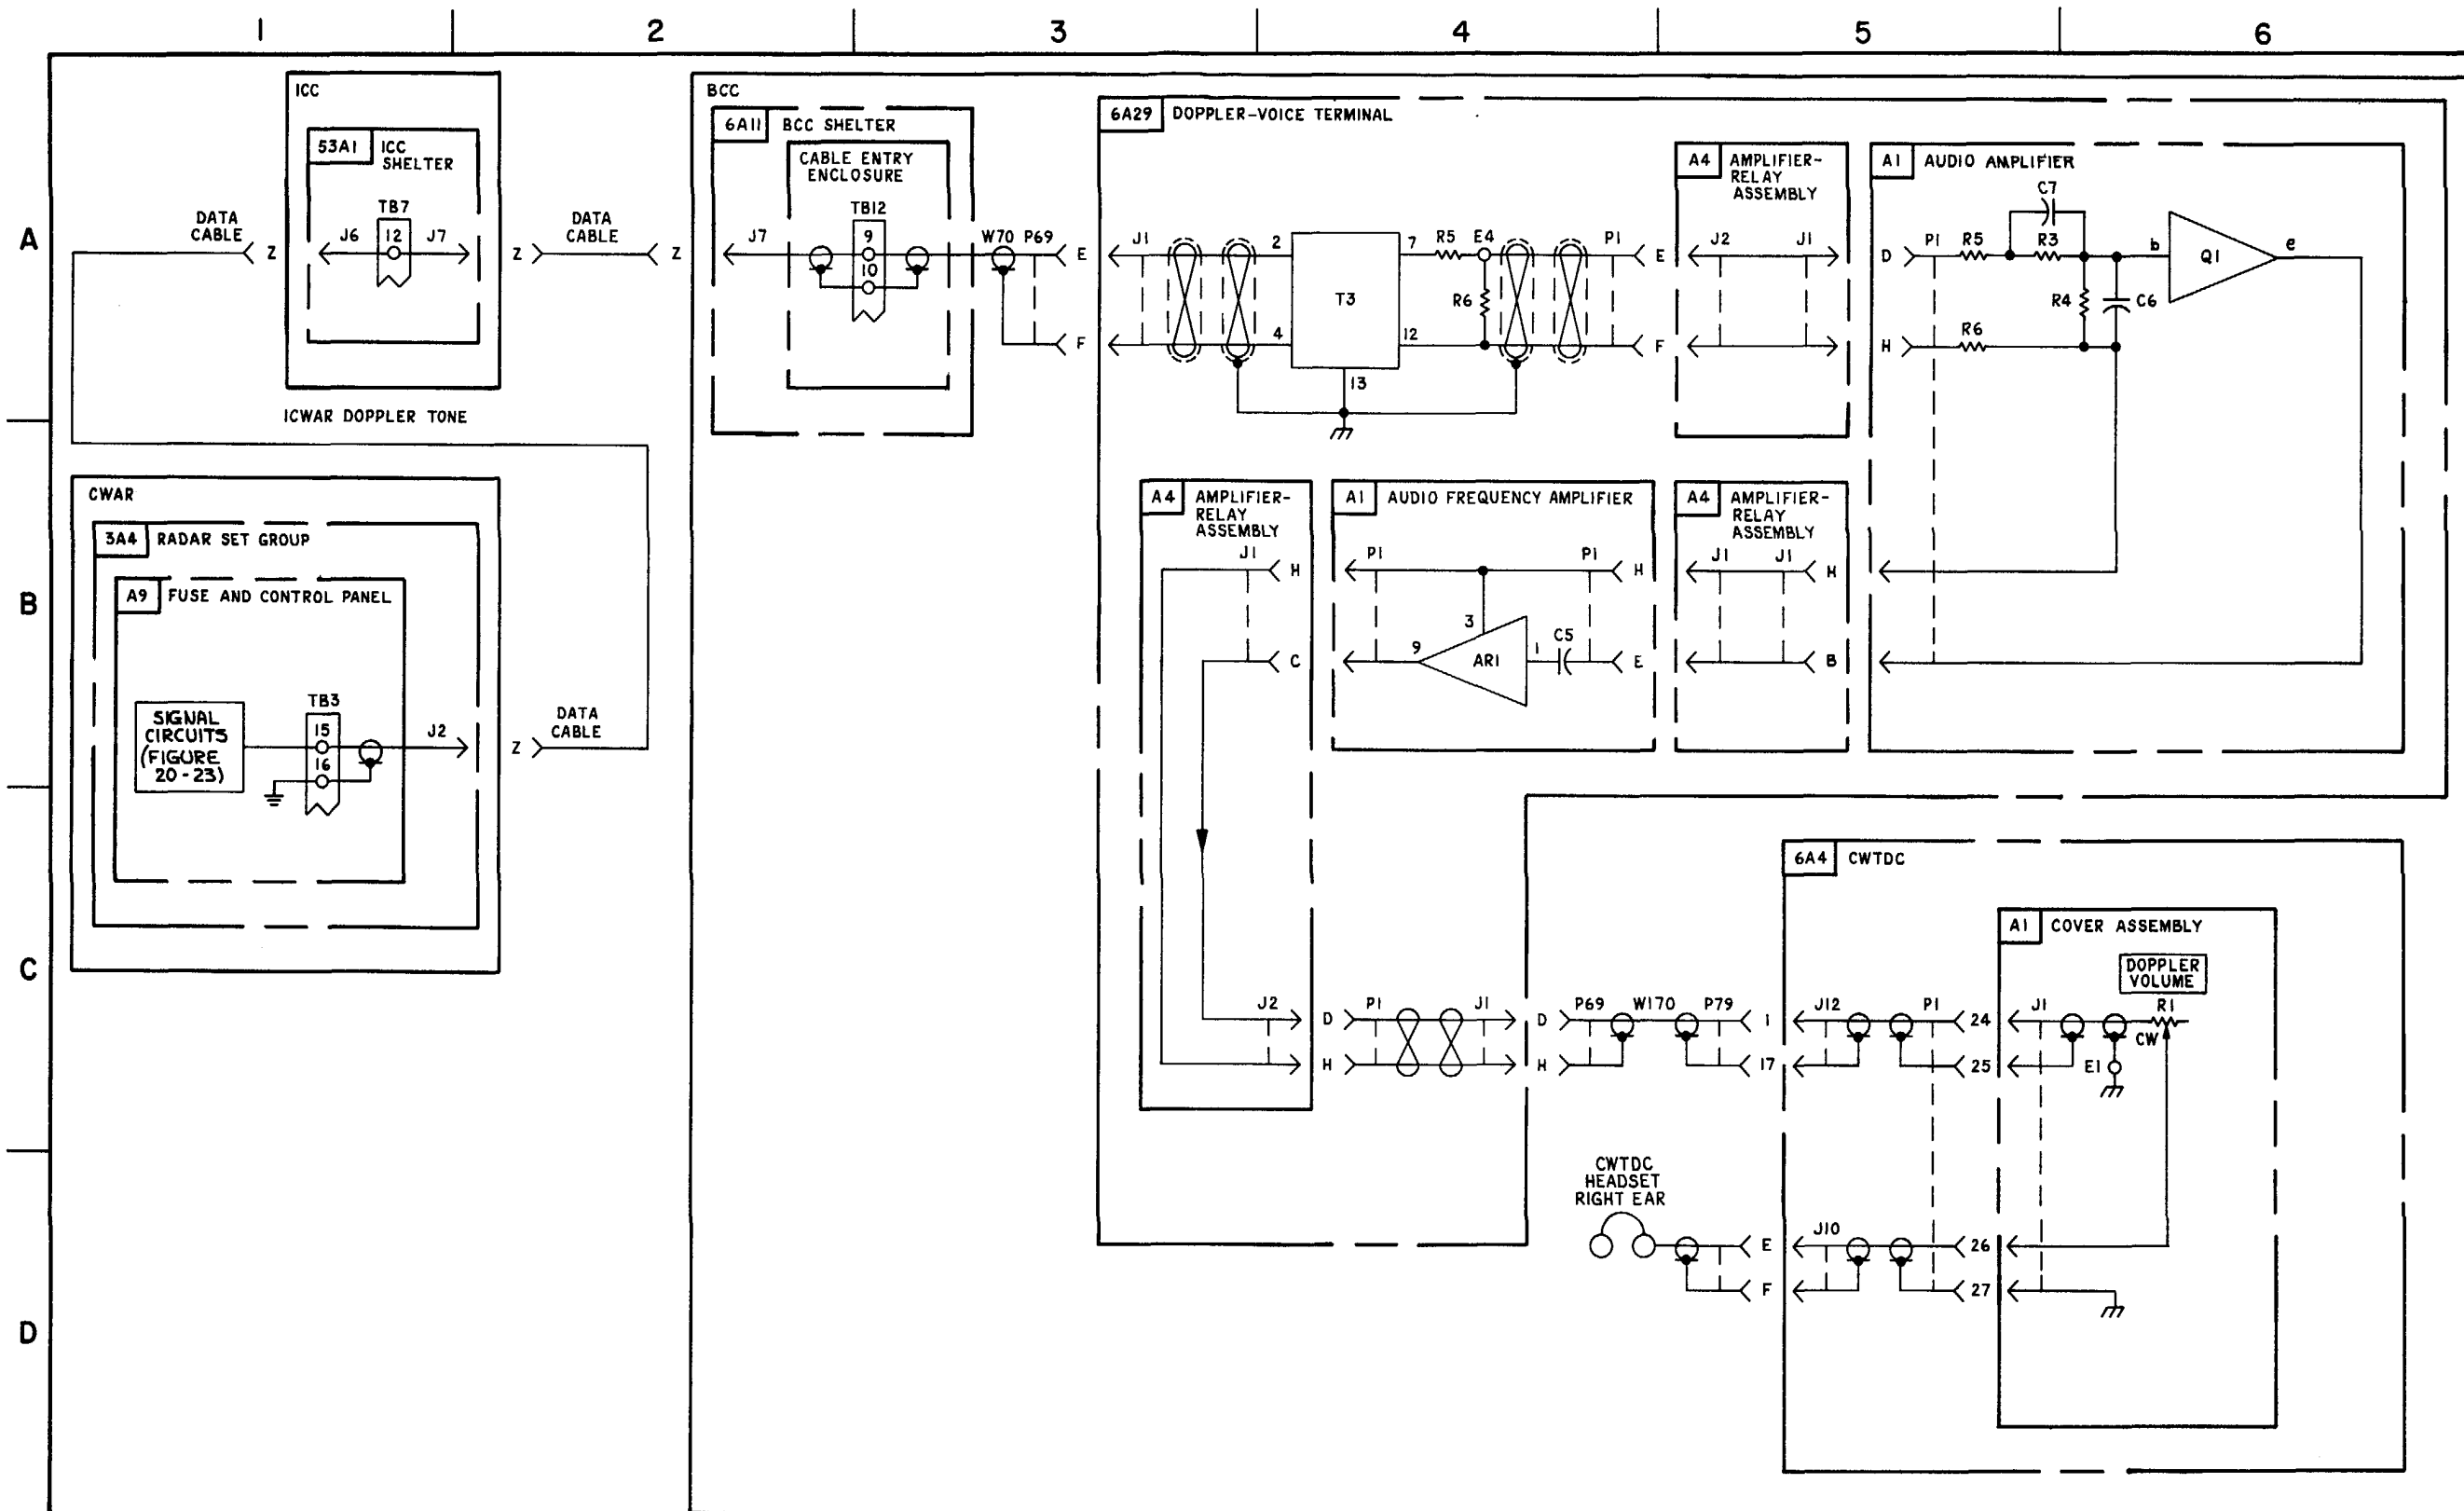 1 2 3 4 5 6
A
B
C
D
ICC
53A1 ICC SHELTER
TB7
DATA CABLE
Z J6 12 J7 Z
DATA CABLE
Z
ICWAR DOPPLER TONE
CWAR
3A4 RADAR SET GROUP
A9 FUSE AND CONTROL PANEL
SIGNAL CIRCUITS (FIGURE 20-23)
TB3
15
16
J2
Z
DATA CABLE
BCC
6A11 BCC SHELTER
CABLE ENTRY ENCLOSURE
TB12
J7 9
10
W70 P69 E
F
6A29 DOPPLER-VOICE TERMINAL
J1 2 T3 7 R5 E4 P1 E
R6
4 12 F
13
A4 AMPLIFIER-RELAY ASSEMBLY
J2 J1
A1 AUDIO AMPLIFIER
C7
D P1 R5 R3 b Q1 e
R4 C6
H R6
A4 AMPLIFIER-RELAY ASSEMBLY
J1 H
C
A1 AUDIO FREQUENCY AMPLIFIER
P1 P1 H
3
9 AR1 1 C5 E
A4 AMPLIFIER-RELAY ASSEMBLY
J1 J1 H
B
J2 D P1 J1 D P69 W170 P79 1
H H 17
6A4 CWTDC
A1 COVER ASSEMBLY
DOPPLER VOLUME
J12 P1 24 J1 R1
CW
25 E1
CWTDC HEADSET RIGHT EAR
E J10 26
F 27